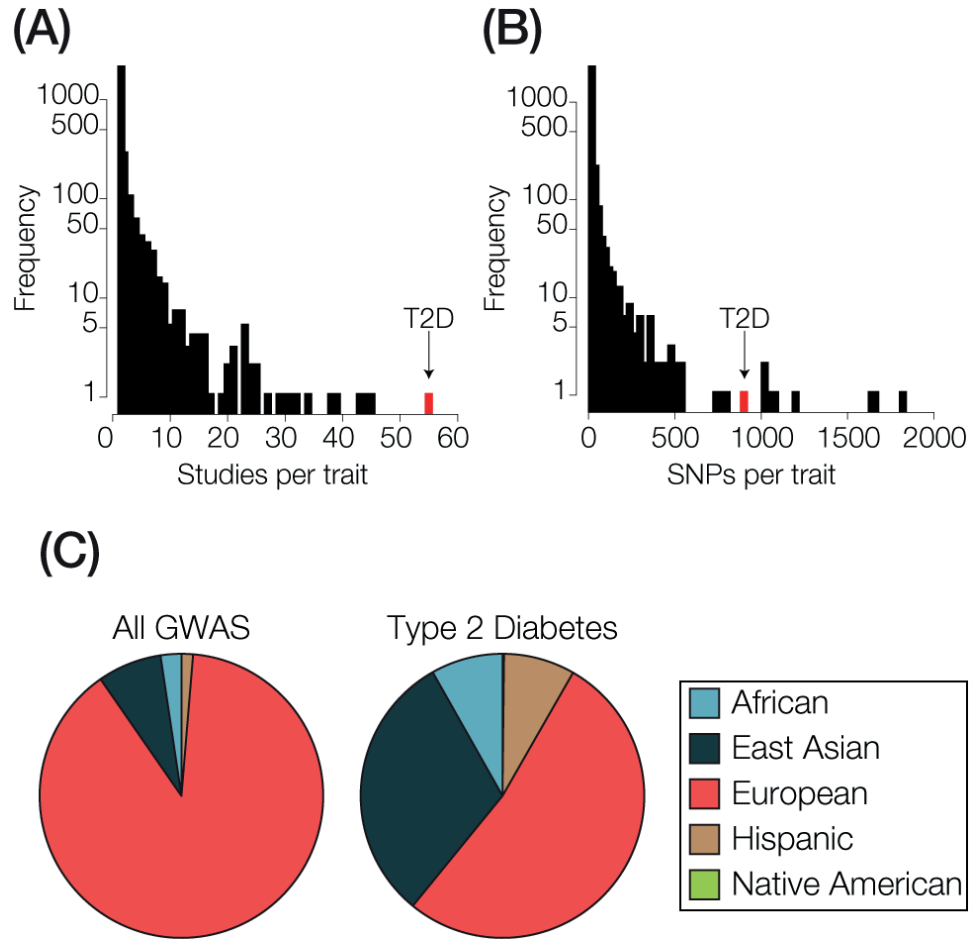 (A)
Frequency
1000
500
100
50
10
5
1
T2D
0 10 20 30 40 50 60
Studies per trait
(B)
Frequency
1000
500
100
50
10
5
1
T2D
0 500 1000 1500 2000
SNPs per trait
(C)
All GWAS
Type 2 Diabetes
African
East Asian
European
Hispanic
Native American